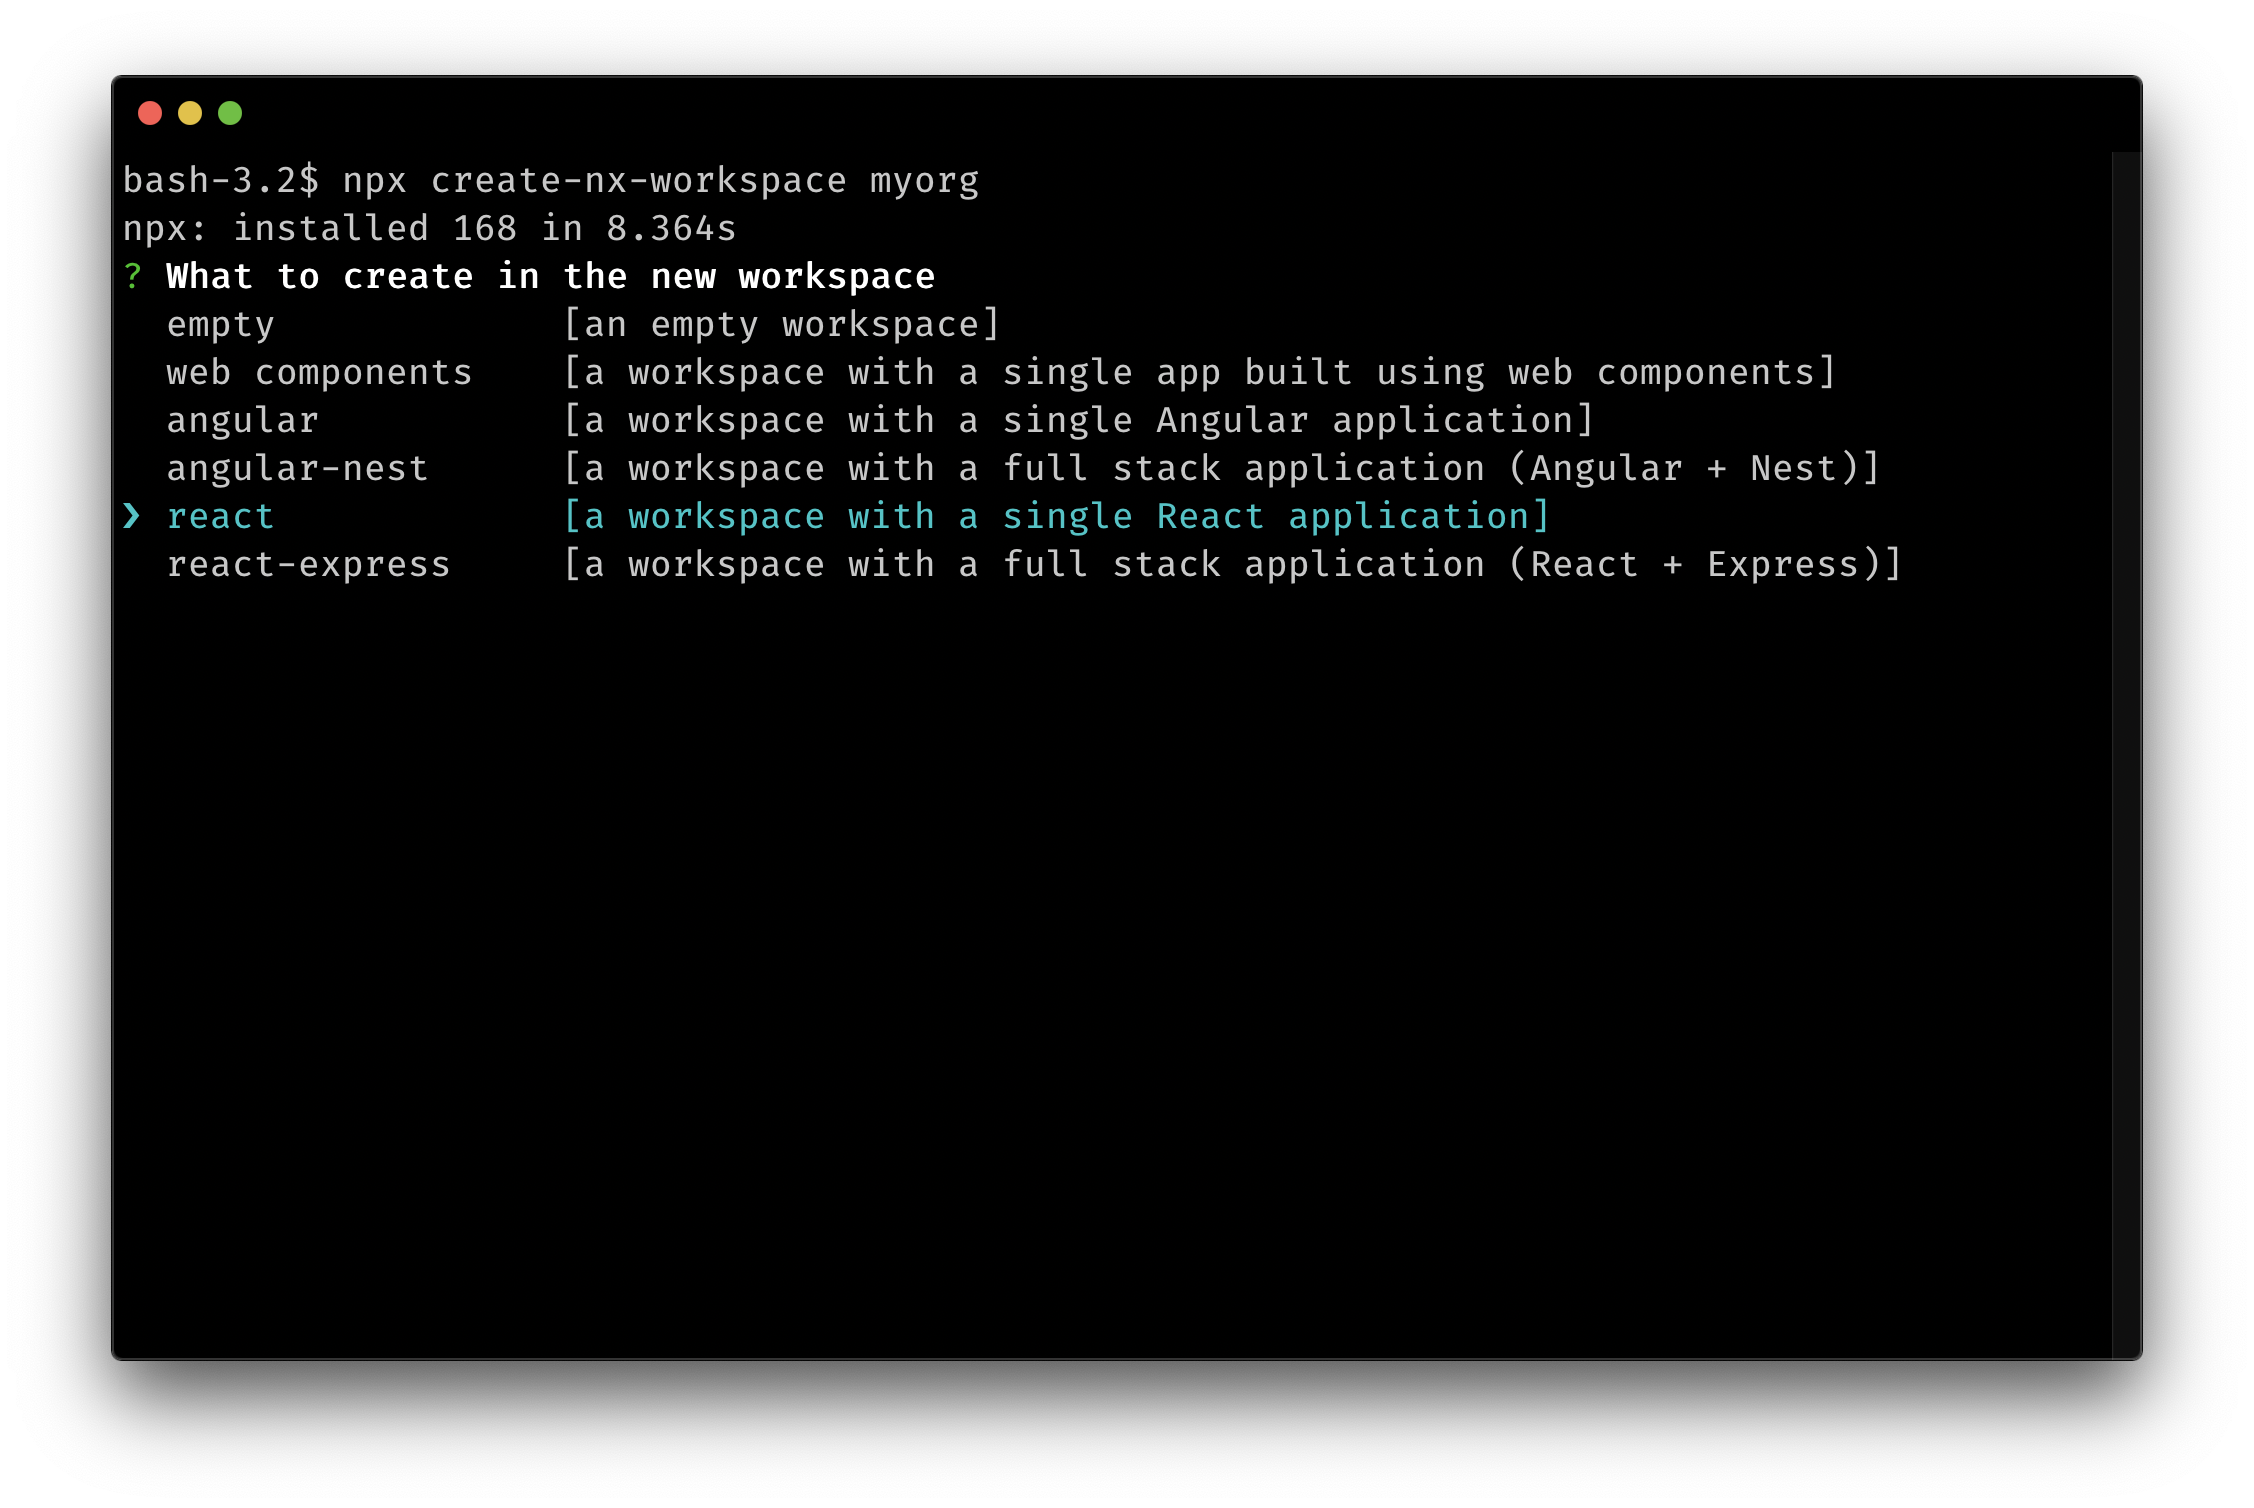 bash-3.2$ npx create-nx-workspace myorg
npx: installed 168 in 8.364s
? What to create in the new workspace
  empty             [an empty workspace]
  web components    [a workspace with a single app built using web components]
  angular           [a workspace with a single Angular application]
  angular-nest      [a workspace with a full stack application (Angular + Nest)]
❯ react             [a workspace with a single React application]
  react-express     [a workspace with a full stack application (React + Express)]